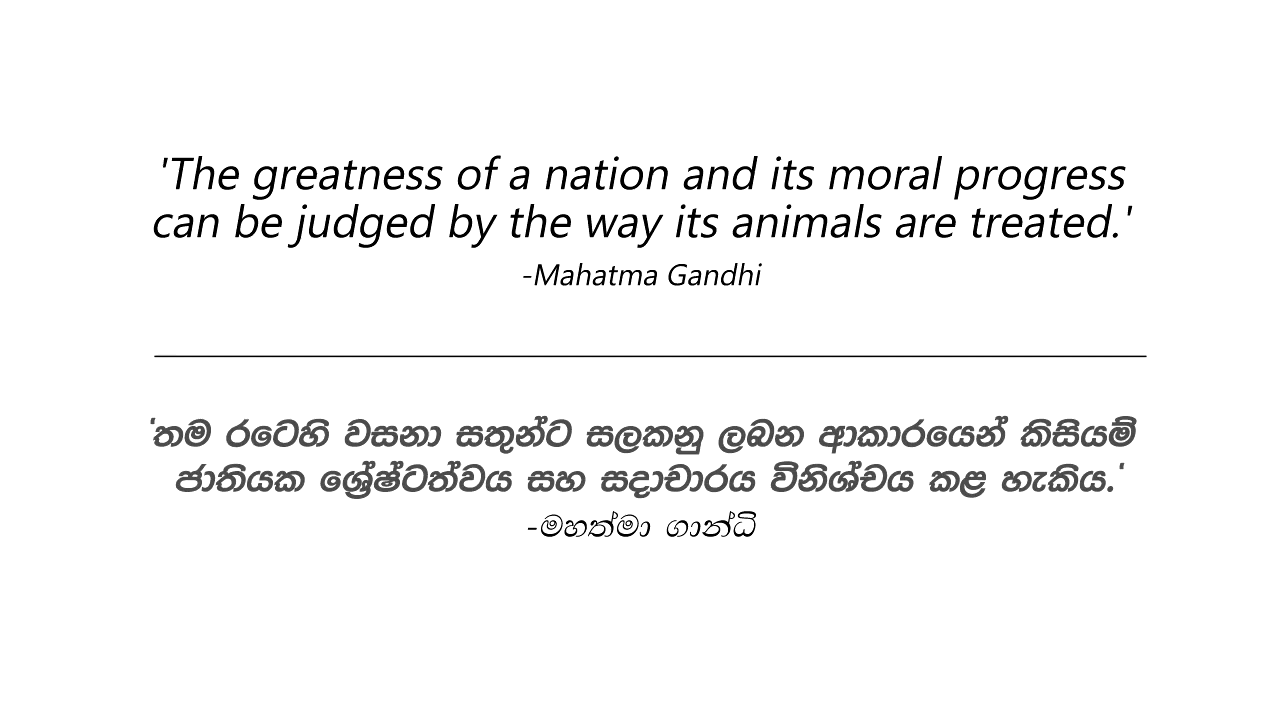 'The greatness of a nation and its moral progress
can be judged by the way its animals are treated.'
-Mahatma Gandhi
'තම රටෙහි වසනා සතුන්ට සලකනු ලබන ආකාරයෙන් කිසියම්
ජාතියක ශ්‍රේෂ්ටත්වය සහ සදාචාරය විනිශ්චය කළ හැකිය.'
-මහත්මා ගාන්ධි